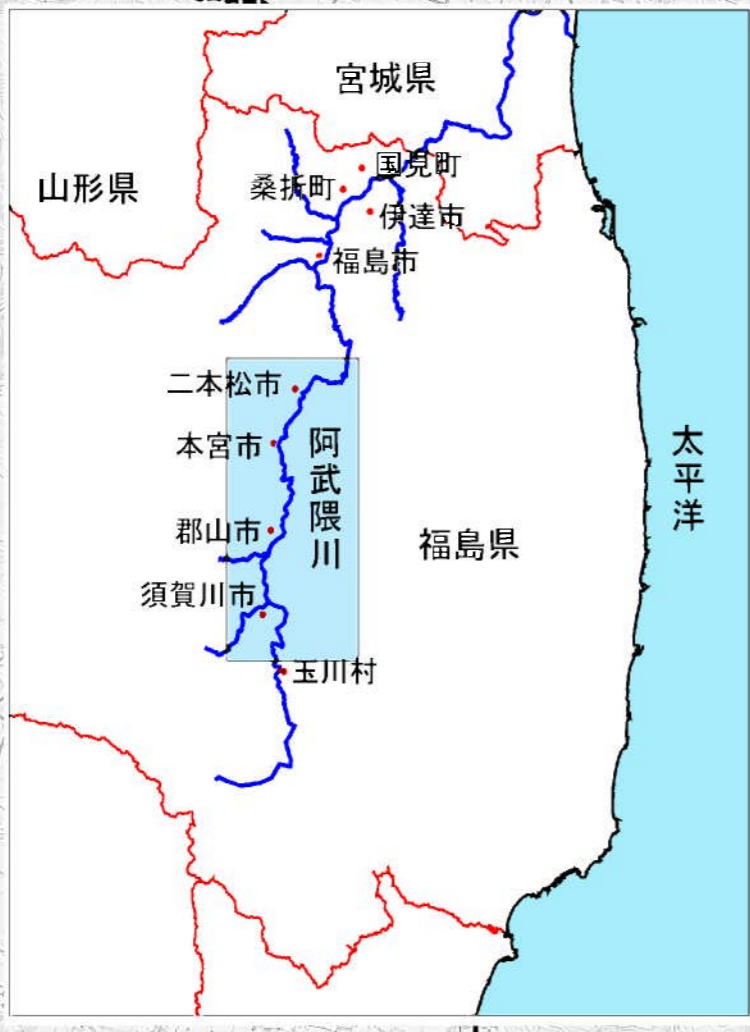 宮城県
山形県
国見町
桑折町
伊達市
福島市
二本松市
本宮市
阿武隈川
太平洋
郡山市
福島県
須賀川市
玉川村